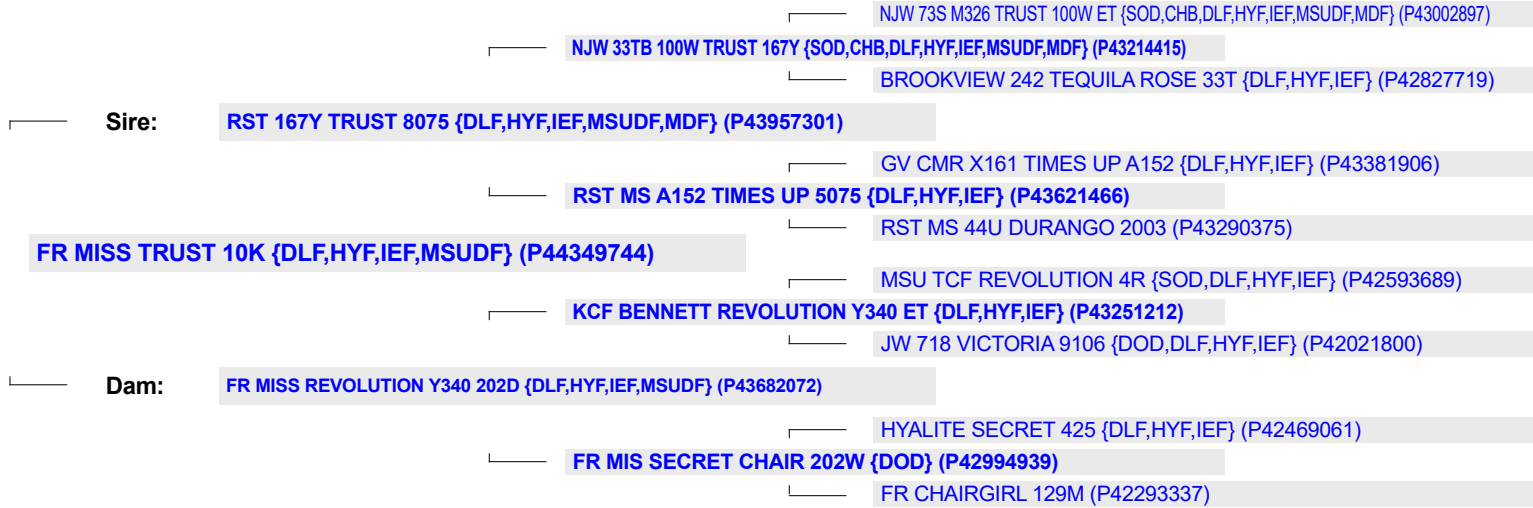 NJW 73S M326 TRUST 100W ET {SOD,CHB,DLF,HYF,IEF,MSUDF,MDF} (P43002897)
NJW 33TB 100W TRUST 167Y {SOD,CHB,DLF,HYF,IEF,MSUDF,MDF} (P43214415)
BROOKVIEW 242 TEQUILA ROSE 33T {DLF,HYF,IEF} (P42827719)
Sire: RST 167Y TRUST 8075 {DLF,HYF,IEF,MSUDF,MDF} (P43957301)
GV CMR X161 TIMES UP A152 {DLF,HYF,IEF} (P43381906)
RST MS A152 TIMES UP 5075 {DLF,HYF,IEF} (P43621466)
RST MS 44U DURANGO 2003 (P43290375)
FR MISS TRUST 10K {DLF,HYF,IEF,MSUDF} (P44349744)
MSU TCF REVOLUTION 4R {SOD,DLF,HYF,IEF} (P42593689)
KCF BENNETT REVOLUTION Y340 ET {DLF,HYF,IEF} (P43251212)
JW 718 VICTORIA 9106 {DOD,DLF,HYF,IEF} (P42021800)
Dam: FR MISS REVOLUTION Y340 202D {DLF,HYF,IEF,MSUDF} (P43682072)
HYALITE SECRET 425 {DLF,HYF,IEF} (P42469061)
FR MIS SECRET CHAIR 202W {DOD} (P42994939)
FR CHAIRGIRL 129M (P42293337)